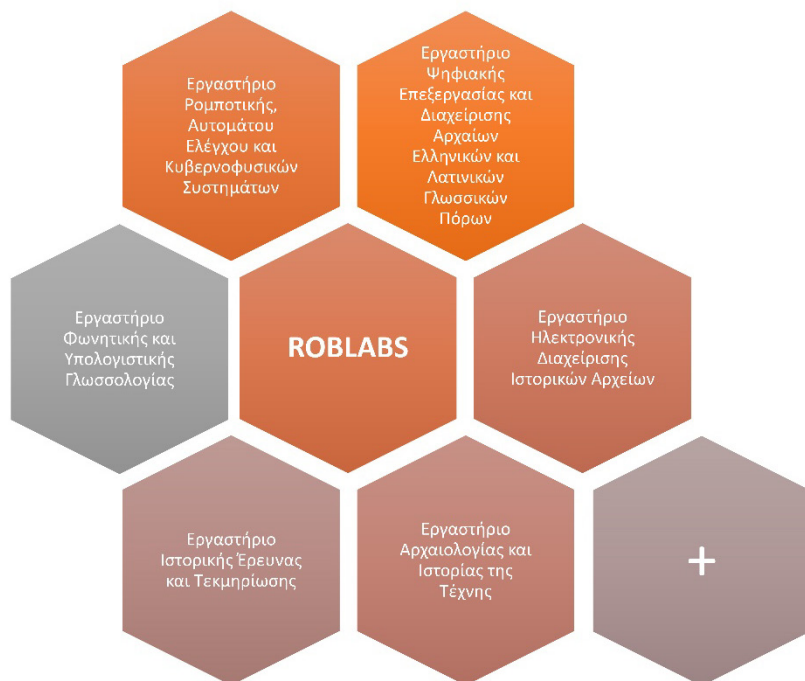 Εργαστήριο
Ρομποτικής,
Αυτομάτου
Ελέγχου και
Κυβερνοφυσικών
Συστημάτων
Εργαστήριο
Ψηφιακής
Επεξεργασίας και
Διαχείρισης
Αρχαίων
Ελληνικών και
Λατινικών
Γλωσσικών
Πόρων
Εργαστήριο
Φωνητικής και
Υπολογιστικής
Γλωσσολογίας
ROBLABS
Εργαστήριο
Ηλεκτρονικής
Διαχείρισης
Ιστορικών Αρχείων
Εργαστήριο
Ιστορικής Έρευνας
και Τεκμηρίωσης
Εργαστήριο
Αρχαιολογίας και
Ιστορίας της
Τέχνης
+